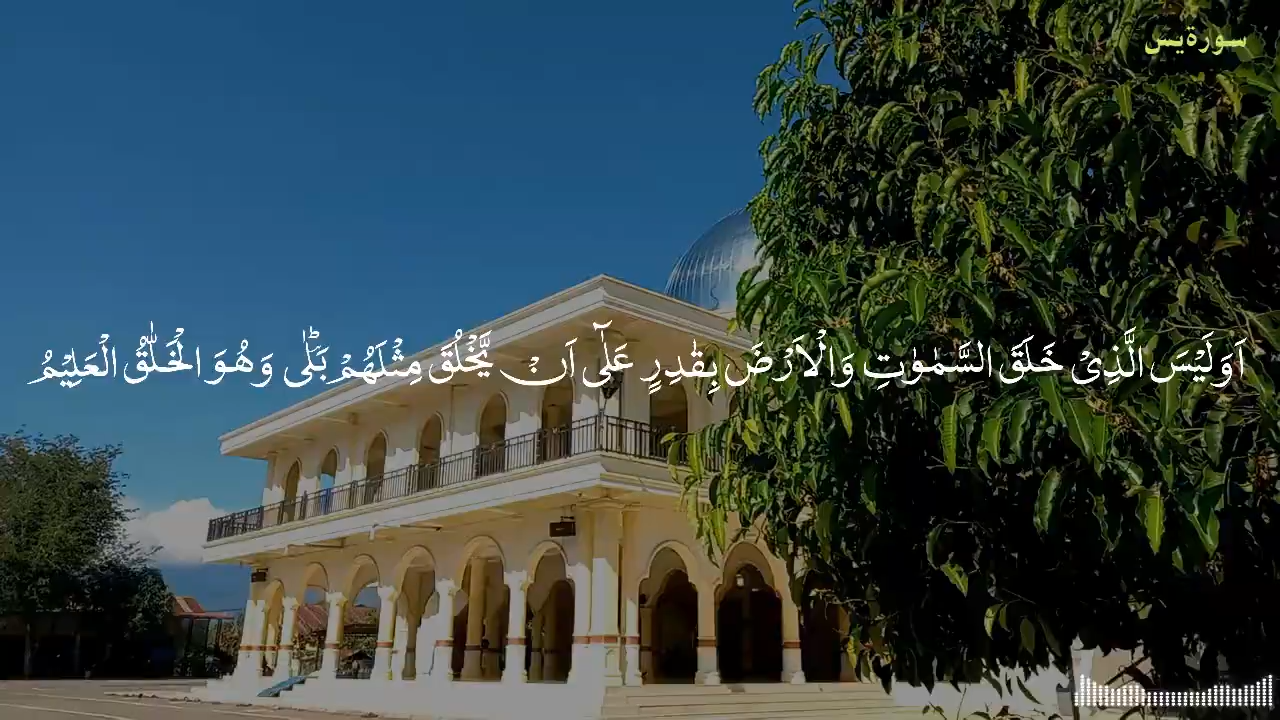 سورة يس
اَوَلَيْسَ الَّذِيْ خَلَقَ السَّمٰوٰتِ وَالْاَرْضَ بِقٰدِرٍ عَلٰٓى اَنْ يَّخْلُقَ مِثْلَهُمْ ۗبَلٰى وَهُوَ الْخَلّٰقُ الْعَلِيْمُ